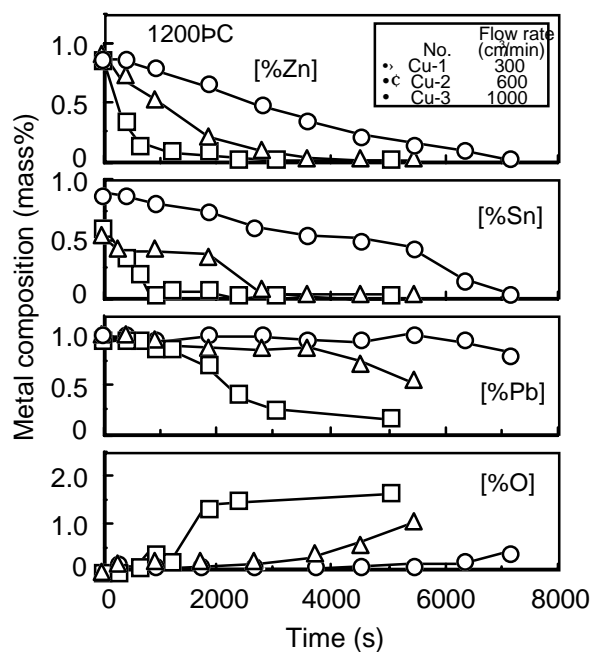 1200ÞC
Flow rate
No. (cm³/min)
•› Cu-1 300
•¢ Cu-2 600
• Cu-3 1000
[%Zn]
1.0
0.5
0
[%Sn]
1.0
0.5
0
[%Pb]
1.0
0.5
0
[%O]
2.0
1.0
0
Metal composition (mass%)
0 2000 4000 6000 8000
Time (s)